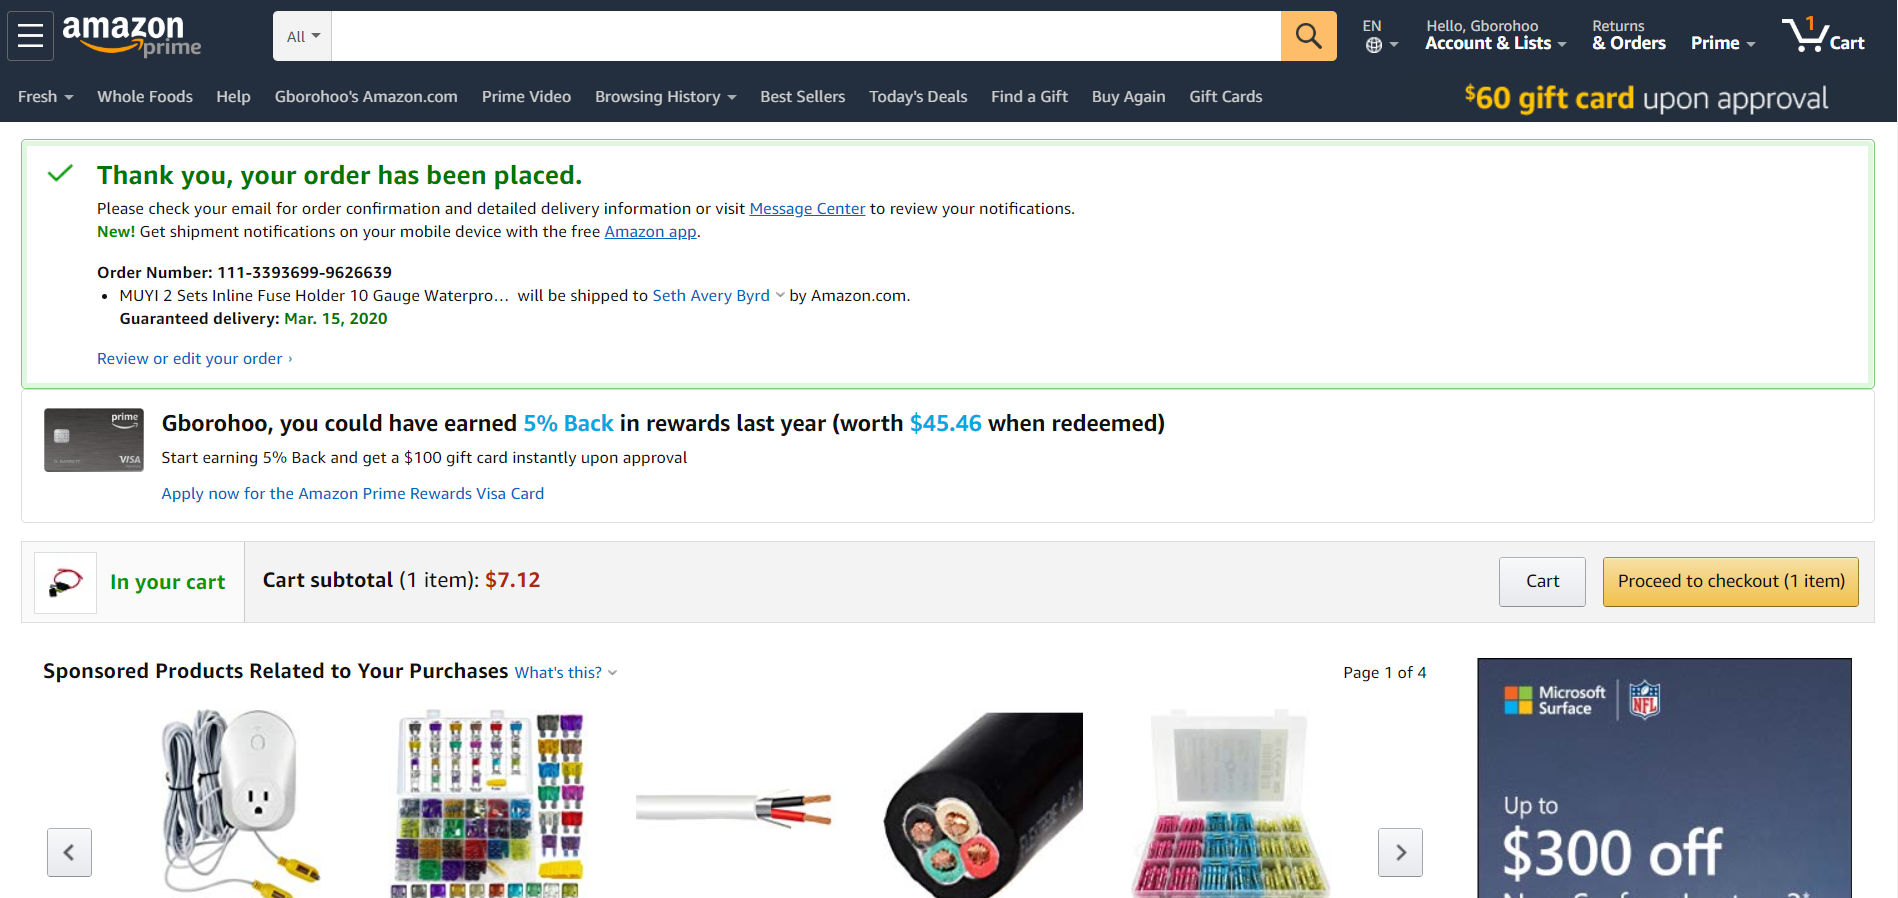 amazon prime
All
EN
Hello, Gborohoo
Account & Lists
Returns
& Orders
Prime
1
Cart
Fresh
Whole Foods
Help
Gborohoo's Amazon.com
Prime Video
Browsing History
Best Sellers
Today's Deals
Find a Gift
Buy Again
Gift Cards
$60 gift card upon approval
Thank you, your order has been placed.
Please check your email for order confirmation and detailed delivery information or visit Message Center to review your notifications.
New! Get shipment notifications on your mobile device with the free Amazon app.
Order Number: 111-3393699-9626639
• MUYI 2 Sets Inline Fuse Holder 10 Gauge Waterpro… will be shipped to Seth Avery Byrd by Amazon.com.
Guaranteed delivery: Mar. 15, 2020
Review or edit your order ›
prime
VISA
Gborohoo, you could have earned 5% Back in rewards last year (worth $45.46 when redeemed)
Start earning 5% Back and get a $100 gift card instantly upon approval
Apply now for the Amazon Prime Rewards Visa Card
In your cart
Cart subtotal (1 item): $7.12
Cart
Proceed to checkout (1 item)
Sponsored Products Related to Your Purchases What's this?
Page 1 of 4
Microsoft
Surface
NFL
Up to
$300 off